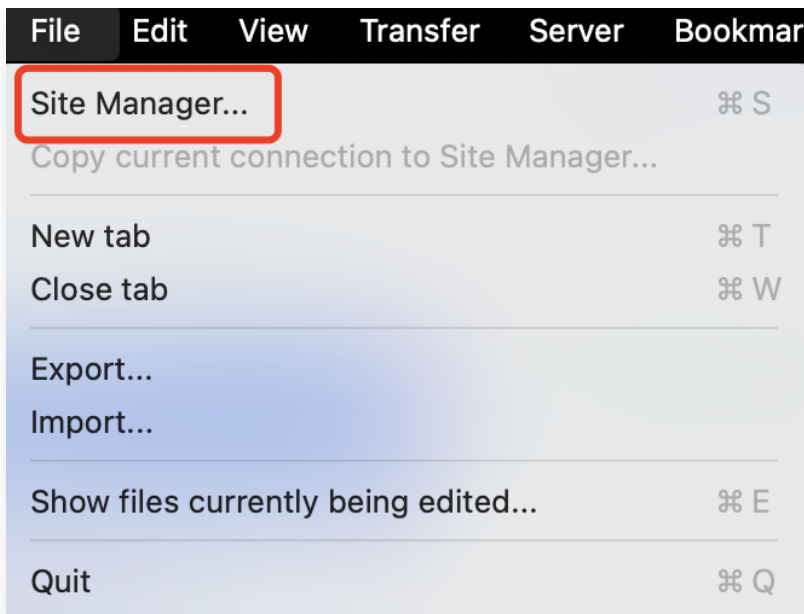 File Edit View Transfer Server Bookmar
Site Manager... ⌘ S
Copy current connection to Site Manager...
New tab ⌘ T
Close tab ⌘ W
Export...
Import...
Show files currently being edited... ⌘ E
Quit ⌘ Q